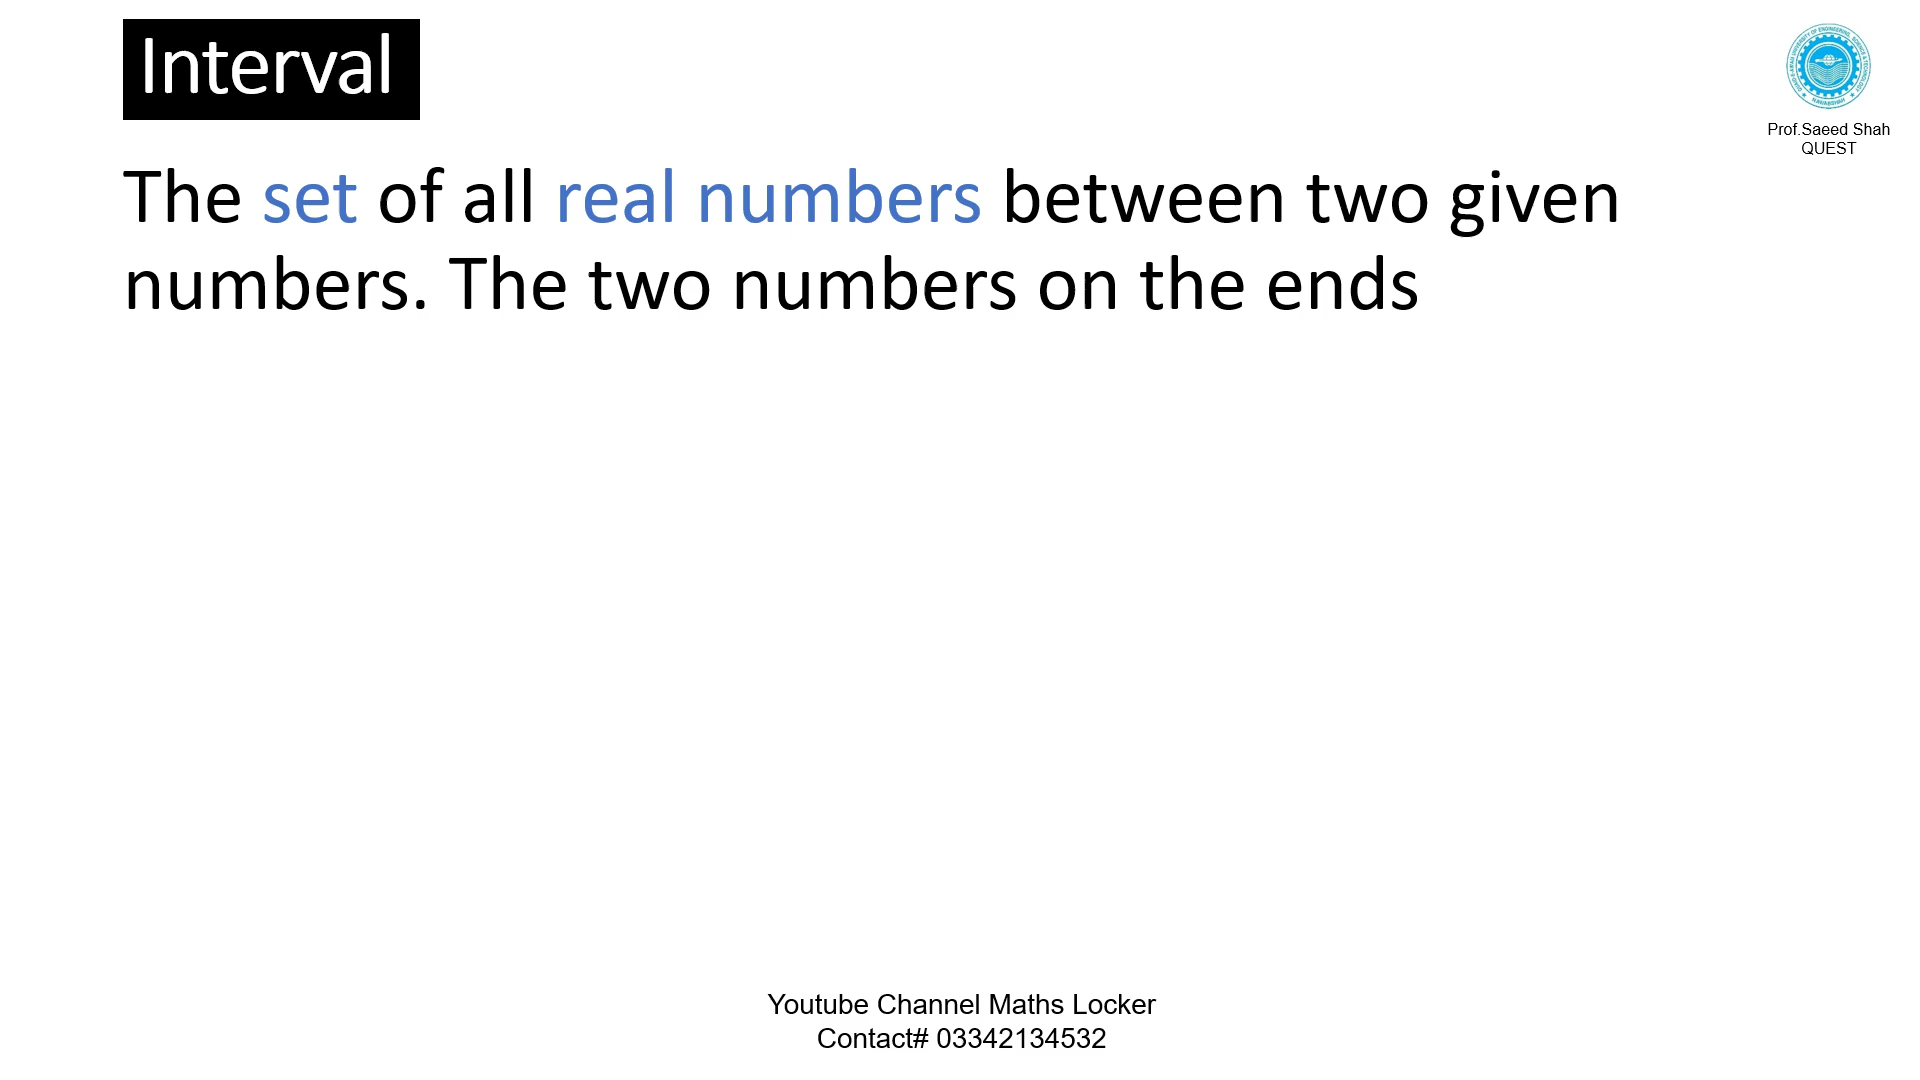 Interval
Prof.Saeed Shah
QUEST
The set of all real numbers between two given
numbers. The two numbers on the ends
Youtube Channel Maths Locker
Contact# 03342134532